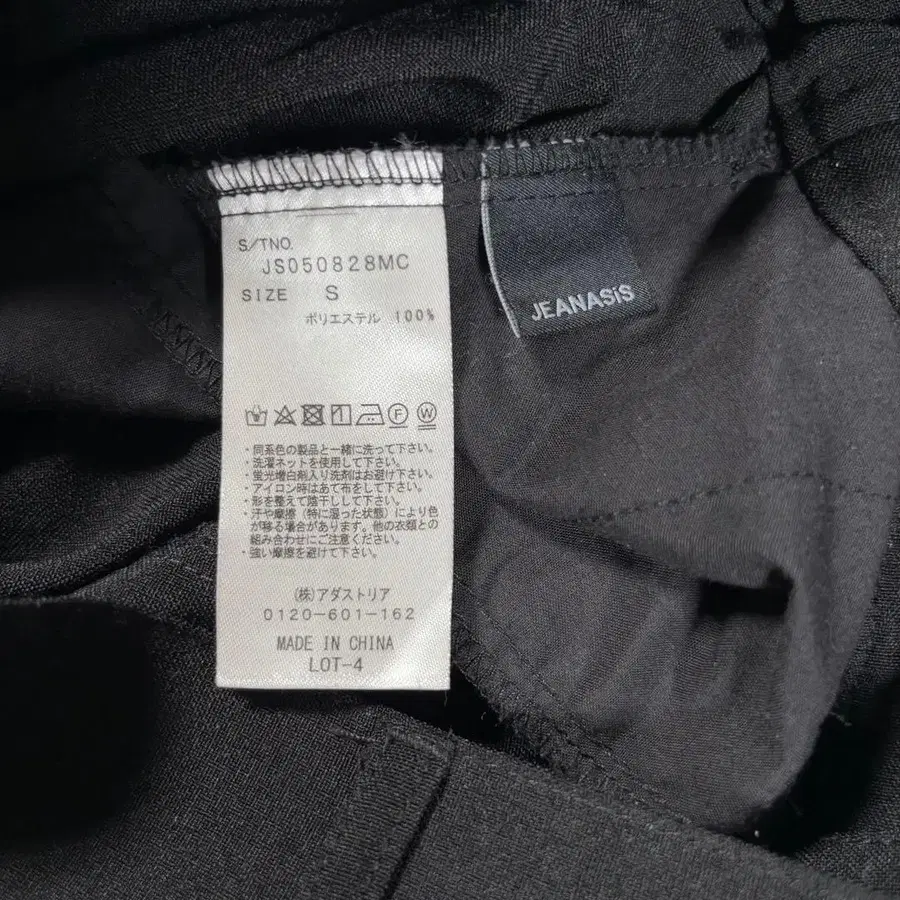 S/TNO.
JS050828MC
SIZE S
ポリエステル 100%
F W
・同系色の製品と一緒に洗って下さい。
・洗濯ネットを使用して下さい。
・蛍光増白剤入り洗剤はお避け下さい。
・アイロン時はあて布をして下さい。
・形を整えて陰干しして下さい。
・汗や摩擦(特に湿った状態)により色
が移る場合があります。他の衣類との
組み合わせにご注意ください。
・強い摩擦を避けて下さい。
(株)アダストリア
0120-601-162
MADE IN CHINA
LOT-4
JEANASiS